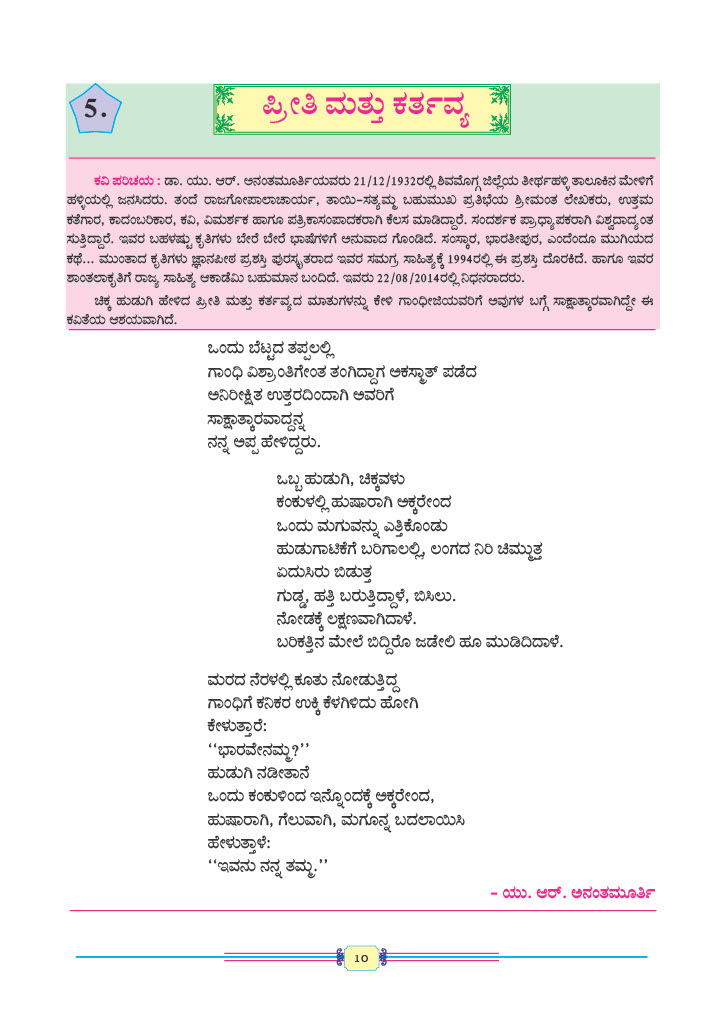 5.
ಪ್ರೀತಿ ಮತ್ತು ಕರ್ತವ್ಯ
ಕವಿ ಪರಿಚಯ : ಡಾ. ಯು. ಆರ್. ಅನಂತಮೂರ್ತಿಯವರು 21/12/1932ರಲ್ಲಿ ಶಿವಮೊಗ್ಗ ಜಿಲ್ಲೆಯ ತೀರ್ಥಹಳ್ಳಿ ತಾಲೂಕಿನ ಮೇಳಿಗೆ
ಹಳ್ಳಿಯಲ್ಲಿ ಜನಸಿದರು. ತಂದೆ ರಾಜಗೋಪಾಲಾಚಾರ್ಯ, ತಾಯಿ-ಸತ್ಯಮ್ಮ ಬಹುಮುಖ ಪ್ರತಿಭೆಯ ಶ್ರೀಮಂತ ಲೇಖಕರು, ಉತ್ತಮ
ಕತೆಗಾರ, ಕಾದಂಬರಿಕಾರ, ಕವಿ, ವಿಮರ್ಶಕ ಹಾಗೂ ಪತ್ರಿಕಾಸಂಪಾದಕರಾಗಿ ಕೆಲಸ ಮಾಡಿದ್ದಾರೆ. ಸಂದರ್ಶಕ ಪ್ರಾಧ್ಯಾಪಕರಾಗಿ ವಿಶ್ವದಾದ್ಯಂತ
ಸುತ್ತಿದ್ದಾರೆ. ಇವರ ಬಹಳಷ್ಟು ಕೃತಿಗಳು ಬೇರೆ ಬೇರೆ ಭಾಷೆಗಳಿಗೆ ಅನುವಾದ ಗೊಂಡಿದೆ. ಸಂಸ್ಕಾರ, ಭಾರತೀಪುರ, ಎಂದೆಂದೂ ಮುಗಿಯದ
ಕಥೆ... ಮುಂತಾದ ಕೃತಿಗಳು ಜ್ಞಾನಪೀಠ ಪ್ರಶಸ್ತಿ ಪುರಸ್ಕೃತರಾದ ಇವರ ಸಮಗ್ರ ಸಾಹಿತ್ಯಕ್ಕೆ 1994ರಲ್ಲಿ ಈ ಪ್ರಶಸ್ತಿ ದೊರಕಿದೆ. ಹಾಗೂ ಇವರ
ಶಾಂತಲಾಕೃತಿಗೆ ರಾಜ್ಯ ಸಾಹಿತ್ಯ ಆಕಾಡೆಮಿ ಬಹುಮಾನ ಬಂದಿದೆ. ಇವರು 22/08/2014ರಲ್ಲಿ ನಿಧನರಾದರು.
ಚಿಕ್ಕ ಹುಡುಗಿ ಹೇಳಿದ ಪ್ರೀತಿ ಮತ್ತು ಕರ್ತವ್ಯದ ಮಾತುಗಳನ್ನು ಕೇಳಿ ಗಾಂಧೀಜಿಯವರಿಗೆ ಅವುಗಳ ಬಗ್ಗೆ ಸಾಕ್ಷಾತ್ಕಾರವಾಗಿದ್ದೇ ಈ
ಕವಿತೆಯ ಆಶಯವಾಗಿದೆ.
ಒಂದು ಬೆಟ್ಟದ ತಪ್ಪಲಲ್ಲಿ
ಗಾಂಧಿ ವಿಶ್ರಾಂತಿಗೇಂತ ತಂಗಿದ್ದಾಗ ಅಕಸ್ಮಾತ್ ಪಡೆದ
ಅನಿರೀಕ್ಷಿತ ಉತ್ತರದಿಂದಾಗಿ ಅವರಿಗೆ
ಸಾಕ್ಷಾತ್ಕಾರವಾದ್ದನ್ನ
ನನ್ನ ಅಪ್ಪ ಹೇಳಿದ್ದರು.
ಒಬ್ಬ ಹುಡುಗಿ, ಚಿಕ್ಕವಳು
ಕಂಕುಳಲ್ಲಿ ಹುಷಾರಾಗಿ ಅಕ್ಕರೇಂದ
ಒಂದು ಮಗುವನ್ನು ಎತ್ತಿಕೊಂಡು
ಹುಡುಗಾಟಿಕೆಗೆ ಬರಿಗಾಲಲ್ಲಿ, ಲಂಗದ ನಿರಿ ಚಿಮ್ಮುತ್ತ
ಏದುಸಿರು ಬಿಡುತ್ತ
ಗುಡ್ಡ, ಹತ್ತಿ ಬರುತ್ತಿದ್ದಾಳೆ, ಬಿಸಿಲು.
ನೋಡಕ್ಕೆ ಲಕ್ಷಣವಾಗಿದಾಳೆ.
ಬರಿಕತ್ತಿನ ಮೇಲೆ ಬಿದ್ದಿರೊ ಜಡೇಲಿ ಹೂ ಮುಡಿದಿದಾಳೆ.
ಮರದ ನೆರಳಲ್ಲಿ ಕೂತು ನೋಡುತ್ತಿದ್ದ
ಗಾಂಧಿಗೆ ಕನಿಕರ ಉಕ್ಕಿ ಕೆಳಗಿಳಿದು ಹೋಗಿ
ಕೇಳುತ್ತಾರೆ:
‘‘ಭಾರವೇನಮ್ಮ?’’
ಹುಡುಗಿ ನಡೀತಾನೆ
ಒಂದು ಕಂಕುಳಿಂದ ಇನ್ನೊಂದಕ್ಕೆ ಅಕ್ಕರೇಂದ,
ಹುಷಾರಾಗಿ, ಗೆಲುವಾಗಿ, ಮಗೂನ್ನ ಬದಲಾಯಿಸಿ
ಹೇಳುತ್ತಾಳೆ:
‘‘ಇವನು ನನ್ನ ತಮ್ಮ.’’
- ಯು. ಆರ್. ಅನಂತಮೂರ್ತಿ
10